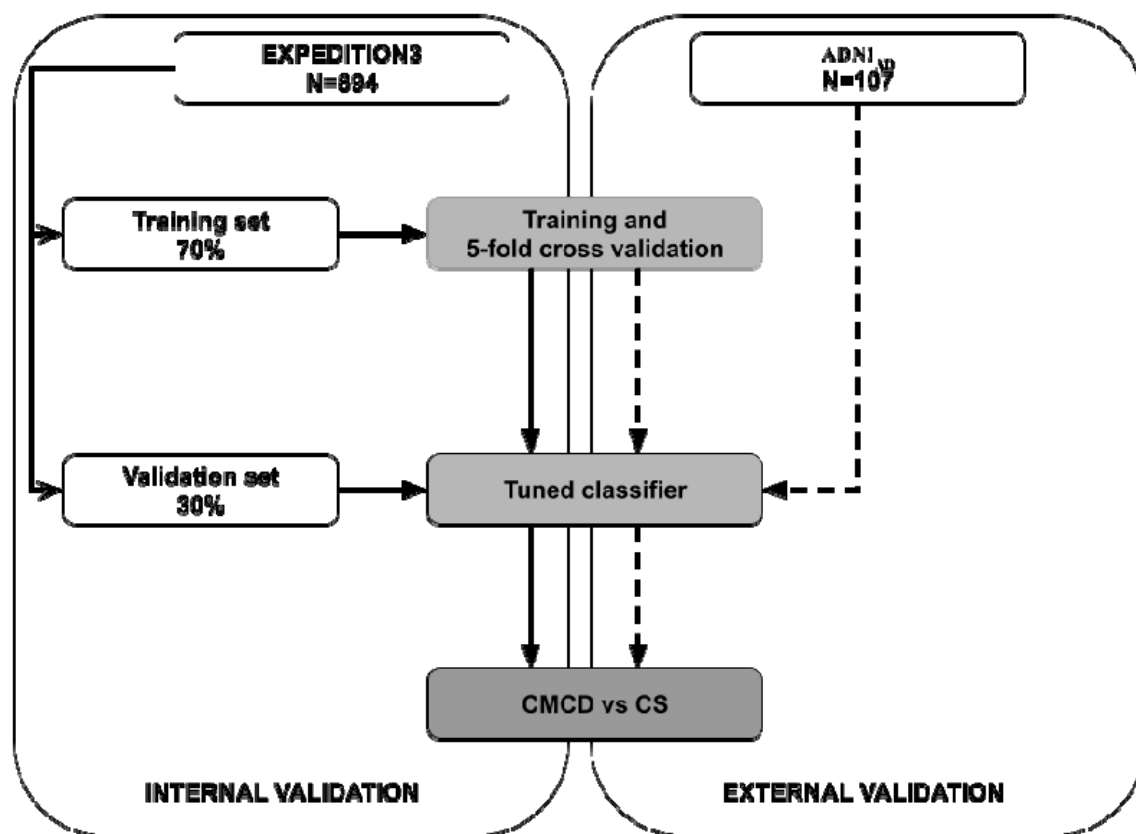 EXPEDITION3
N=894
ADNI AD
N=107
Training set
70%
Training and
5-fold cross validation
Validation set
30%
Tuned classifier
CMCD vs CS
INTERNAL VALIDATION
EXTERNAL VALIDATION